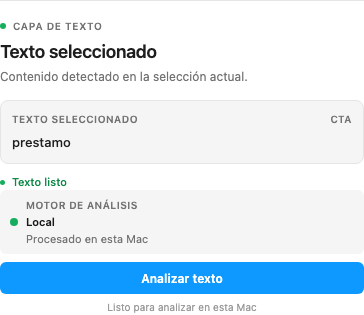 CAPA DE TEXTO
Texto seleccionado
Contenido detectado en la selección actual.
TEXTO SELECCIONADO CTA
prestamo
Texto listo
MOTOR DE ANÁLISIS
Local
Procesado en esta Mac
Analizar texto
Listo para analizar en esta Mac